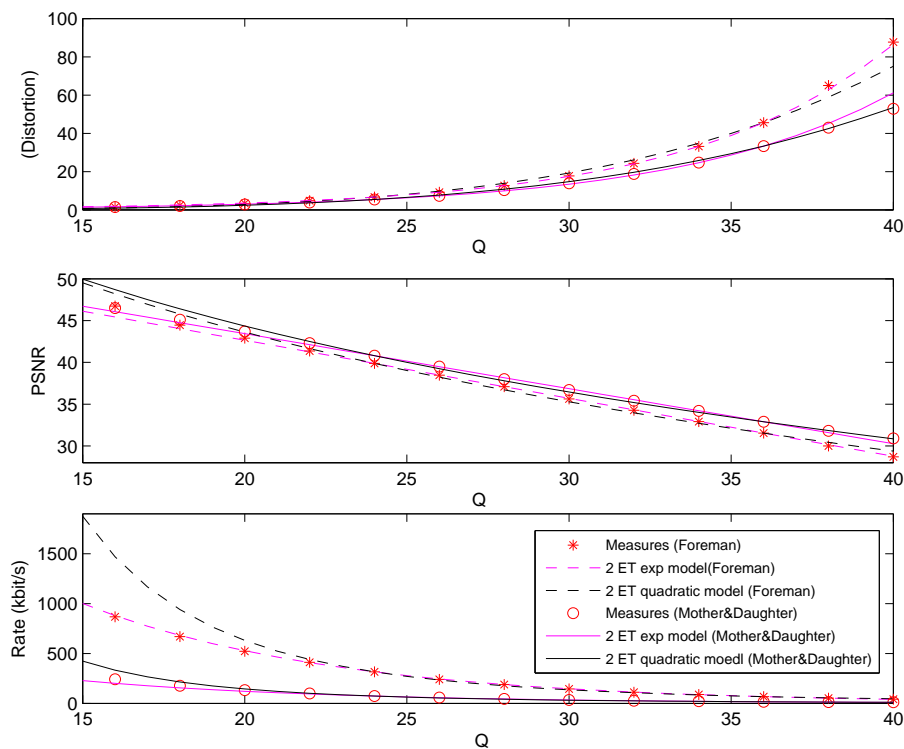 100
80
60
40
20
0
(Distortion)
15 20 25 30 35 40
Q
50
45
40
35
30
PSNR
15 20 25 30 35 40
Q
1500
1000
500
0
Rate (kbit/s)
Measures (Foreman)
2 ET exp model(Foreman)
2 ET quadratic model (Foreman)
Measures (Mother&Daughter)
2 ET exp model (Mother&Daughter)
2 ET quadratic moedl (Mother&Daughter)
15 20 25 30 35 40
Q